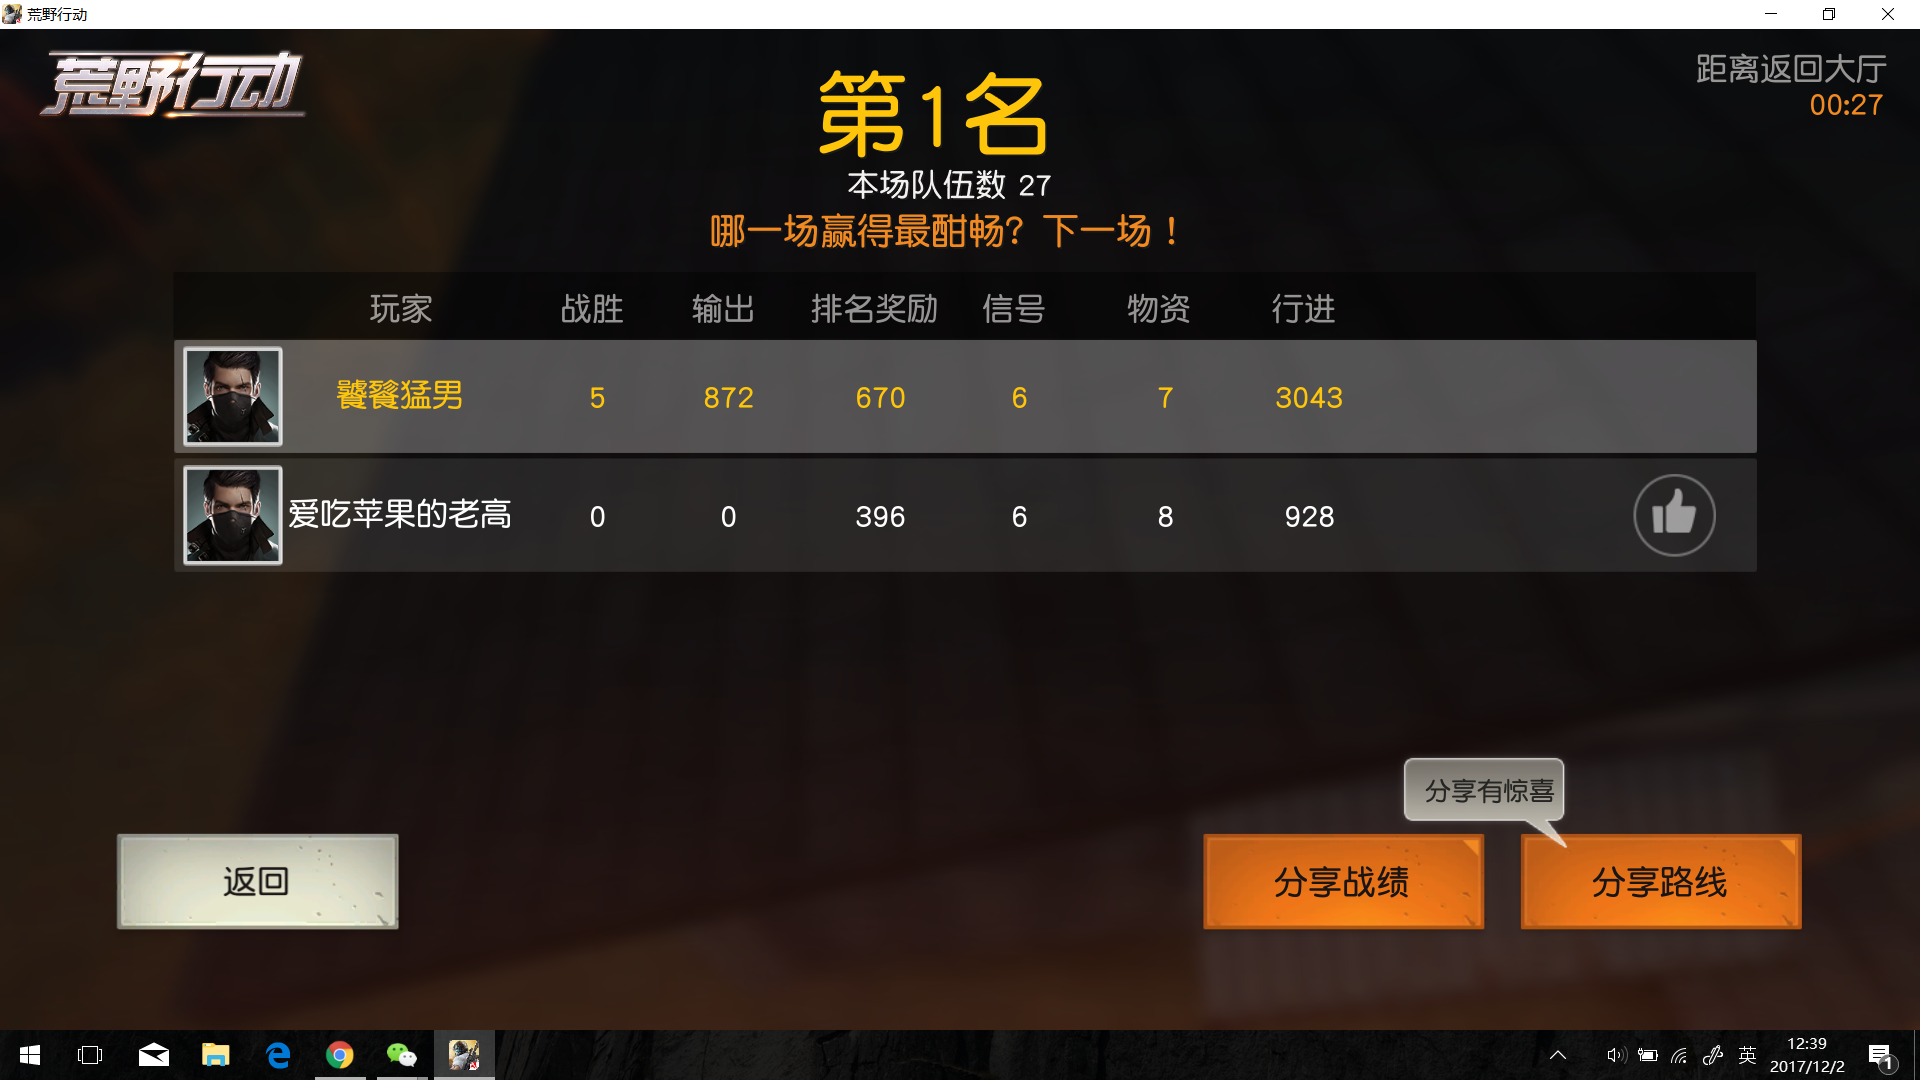 荒野行动
荒野行动
距离返回大厅
00:27
第1名
本场队伍数 27
哪一场赢得最酣畅？下一场！
玩家 战胜 输出 排名奖励 信号 物资 行进
饕餮猛男 5 872 670 6 7 3043
爱吃苹果的老高 0 0 396 6 8 928
分享有惊喜
返回 分享战绩 分享路线
英
12:39
2017/12/2
1